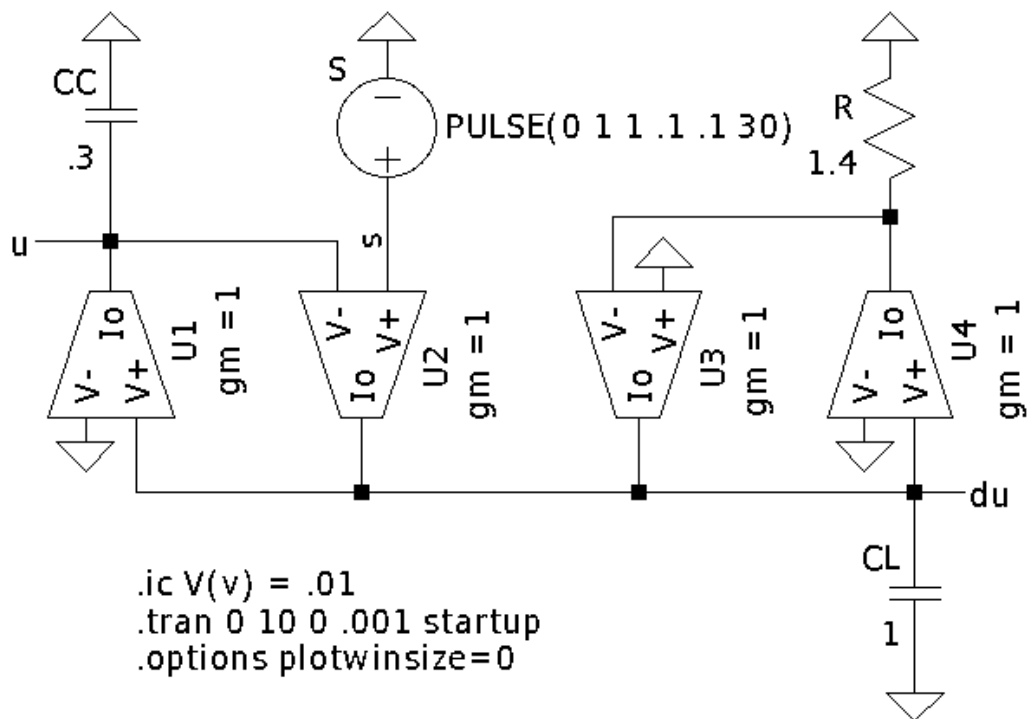 CC
.3
S
PULSE(0 1 1 .1 .1 30)
R
1.4
u
s
Io
V-
V+
U1
gm = 1
V-
V+
Io
U2
gm = 1
V-
V+
Io
U3
gm = 1
Io
V-
V+
U4
gm = 1
du
CL
1
.ic V(v) = .01
.tran 0 10 0 .001 startup
.options plotwinsize=0